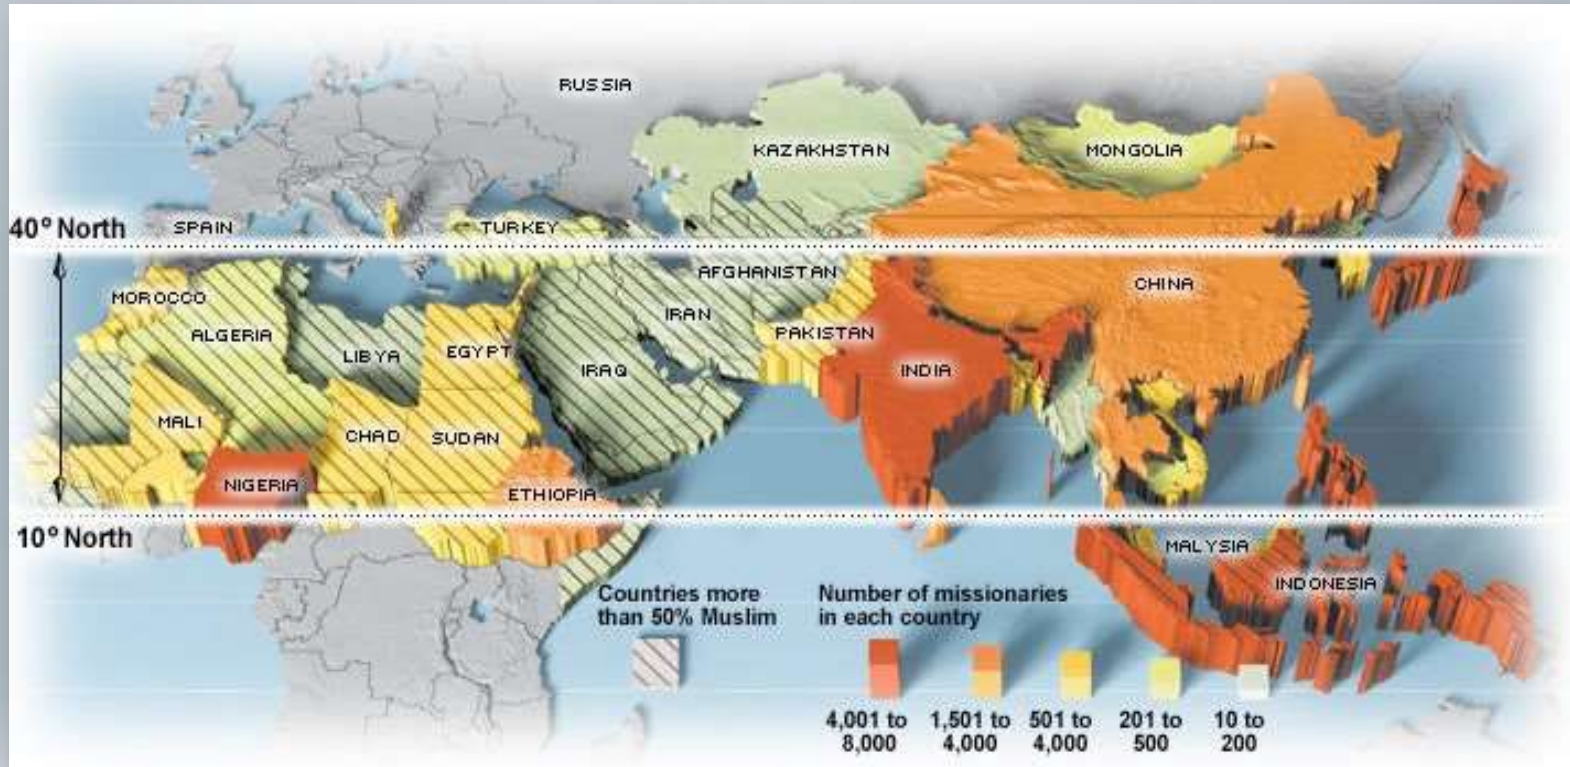 RUSSIA
KAZAKHSTAN
MONGOLIA
40° North
SPAIN
TURKEY
AFGHANISTAN
CHINA
MOROCCO
ALGERIA
IRAN
PAKISTAN
LIBYA
EGYPT
IRAQ
INDIA
MALI
CHAD
SUDAN
NIGERIA
ETHIOPIA
10° North
MALYSIA
INDONESIA
Countries more
than 50% Muslim
Number of missionaries
in each country
4,001 to
8,000
1,501 to
4,000
501 to
4,000
201 to
500
10 to
200